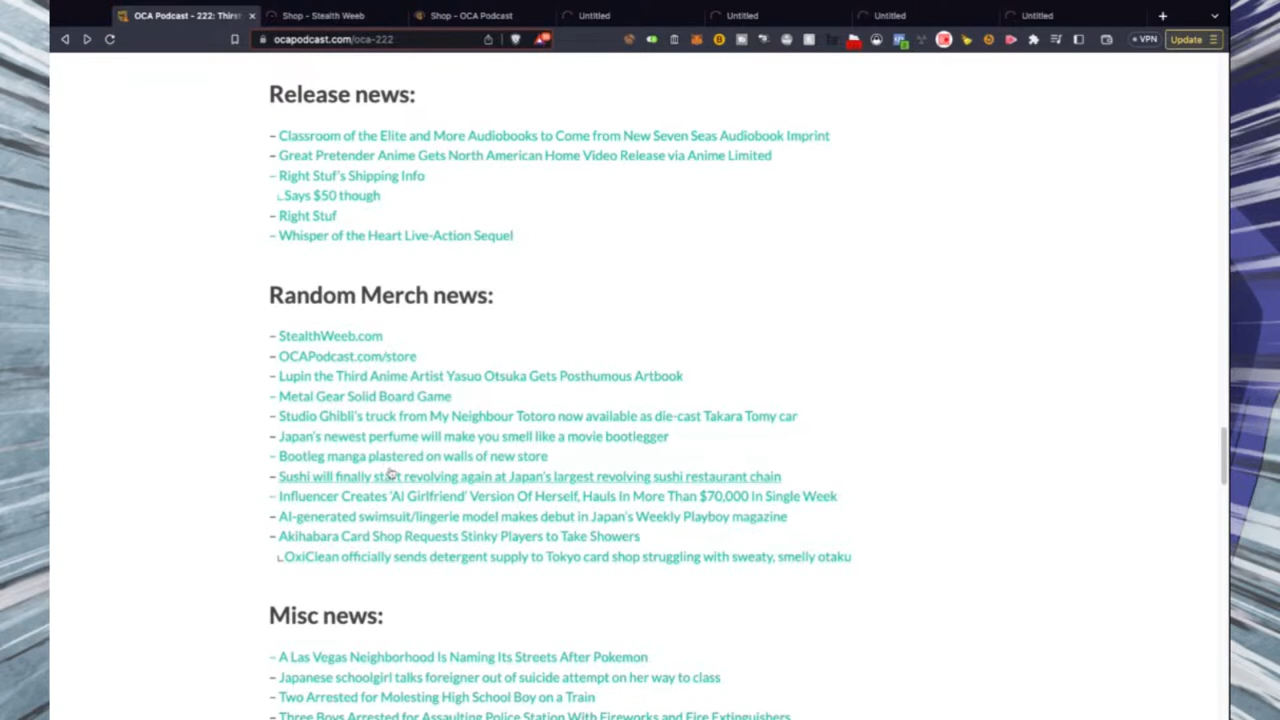 OCA Podcast - 222: Thirs
Shop - Stealth Weeb
Shop – OCA Podcast
Untitled
Untitled
Untitled
Untitled
ocapodcast.com/oca-222
VPN
Update
Release news:
– Classroom of the Elite and More Audiobooks to Come from New Seven Seas Audiobook Imprint
– Great Pretender Anime Gets North American Home Video Release via Anime Limited
– Right Stuf's Shipping Info
Says $50 though
– Right Stuf
– Whisper of the Heart Live-Action Sequel
Random Merch news:
– StealthWeeb.com
– OCAPodcast.com/store
– Lupin the Third Anime Artist Yasuo Otsuka Gets Posthumous Artbook
– Metal Gear Solid Board Game
– Studio Ghibli's truck from My Neighbour Totoro now available as die-cast Takara Tomy car
– Japan's newest perfume will make you smell like a movie bootlegger
– Bootleg manga plastered on walls of new store
– Sushi will finally start revolving again at Japan's largest revolving sushi restaurant chain
– Influencer Creates 'AI Girlfriend' Version Of Herself, Hauls In More Than $70,000 In Single Week
– AI-generated swimsuit/lingerie model makes debut in Japan's Weekly Playboy magazine
– Akihabara Card Shop Requests Stinky Players to Take Showers
OxiClean officially sends detergent supply to Tokyo card shop struggling with sweaty, smelly otaku
Misc news:
– A Las Vegas Neighborhood Is Naming Its Streets After Pokemon
– Japanese schoolgirl talks foreigner out of suicide attempt on her way to class
– Two Arrested for Molesting High School Boy on a Train
– Three Boys Arrested for Assaulting Police Station With Fireworks and Fire Extinguishers